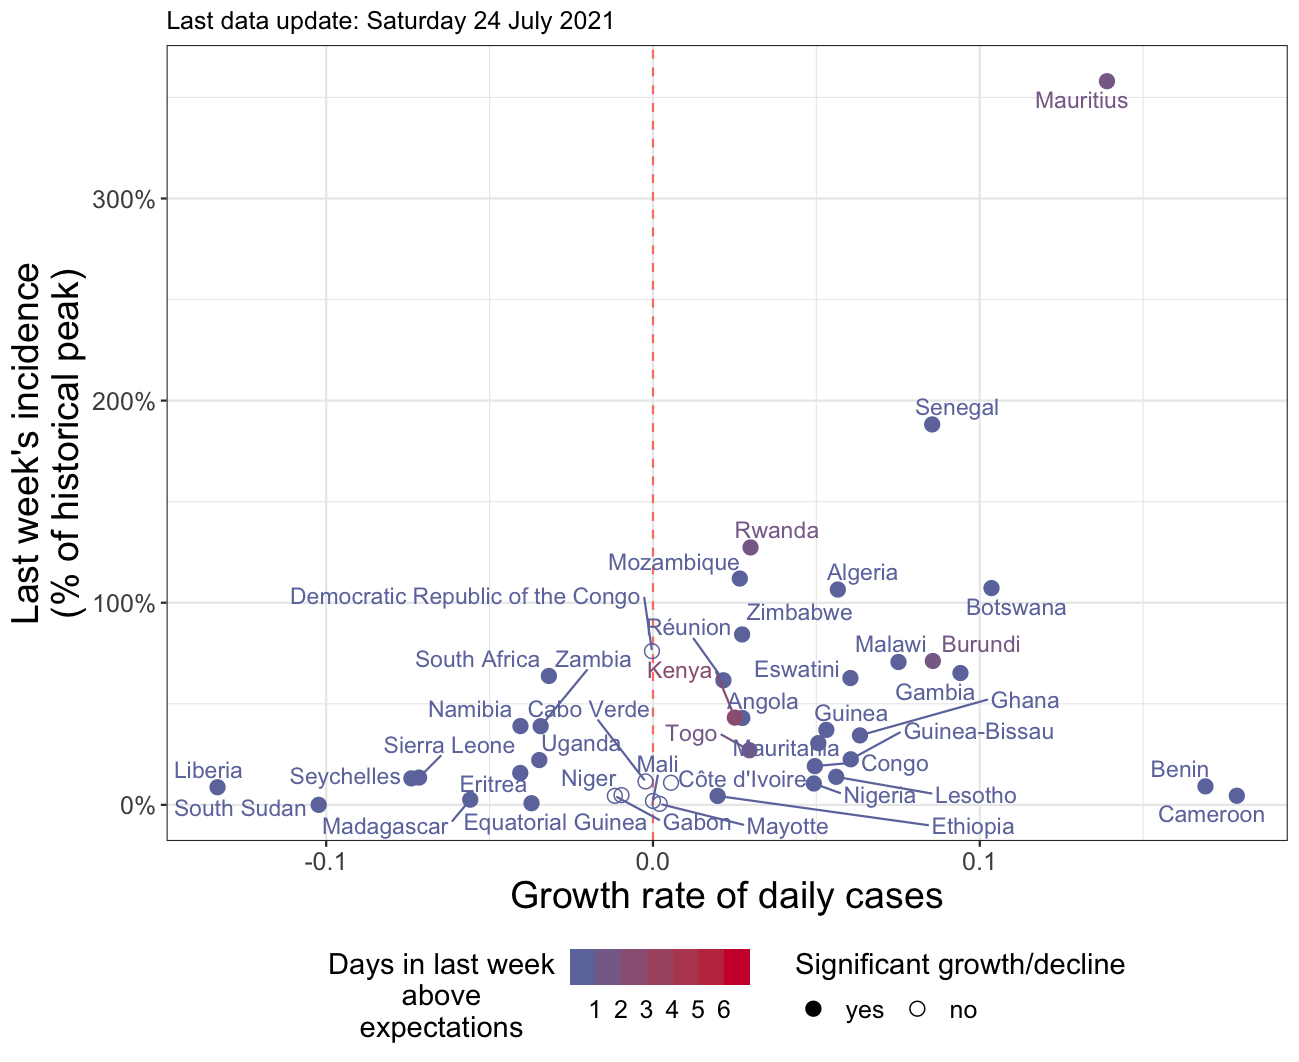 Last data update: Saturday 24 July 2021
Mauritius
300%
Senegal
200%
Rwanda
Mozambique
Algeria
Democratic Republic of the Congo
100%
Botswana
Zimbabwe
Réunion
Malawi
Burundi
South Africa
Zambia
Kenya
Eswatini
Gambia
Angola
Ghana
Namibia
Cabo Verde
Guinea
Togo
Guinea-Bissau
Sierra Leone
Uganda
Mauritania
Mali
Congo
Liberia
Seychelles
Eritrea
Niger
Côte d'Ivoire
Benin
Nigeria
Lesotho
0%
South Sudan
Madagascar
Equatorial Guinea
Gabon
Mayotte
Ethiopia
Cameroon
Last week's incidence
(% of historical peak)
-0.1
0.0
0.1
Growth rate of daily cases
Days in last week
above
expectations
1 2 3 4 5 6
Significant growth/decline
yes
no